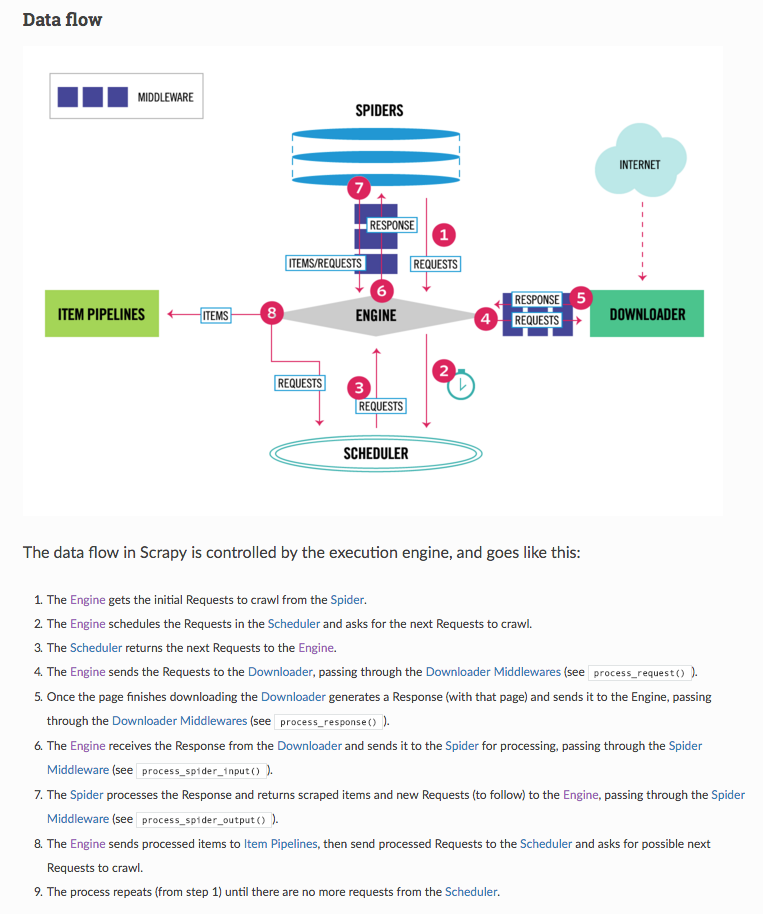 Data flow
MIDDLEWARE
SPIDERS
INTERNET
7
RESPONSE
1
ITEMS/REQUESTS
REQUESTS
6
RESPONSE
5
ITEM PIPELINES
ITEMS
8
ENGINE
4
REQUESTS
DOWNLOADER
2
REQUESTS
3
REQUESTS
SCHEDULER
The data flow in Scrapy is controlled by the execution engine, and goes like this:
1. The Engine gets the initial Requests to crawl from the Spider.
2. The Engine schedules the Requests in the Scheduler and asks for the next Requests to crawl.
3. The Scheduler returns the next Requests to the Engine.
4. The Engine sends the Requests to the Downloader, passing through the Downloader Middlewares (see process_request() ).
5. Once the page finishes downloading the Downloader generates a Response (with that page) and sends it to the Engine, passing
through the Downloader Middlewares (see process_response() ).
6. The Engine receives the Response from the Downloader and sends it to the Spider for processing, passing through the Spider
Middleware (see process_spider_input() ).
7. The Spider processes the Response and returns scraped items and new Requests (to follow) to the Engine, passing through the Spider
Middleware (see process_spider_output() ).
8. The Engine sends processed items to Item Pipelines, then send processed Requests to the Scheduler and asks for possible next
Requests to crawl.
9. The process repeats (from step 1) until there are no more requests from the Scheduler.